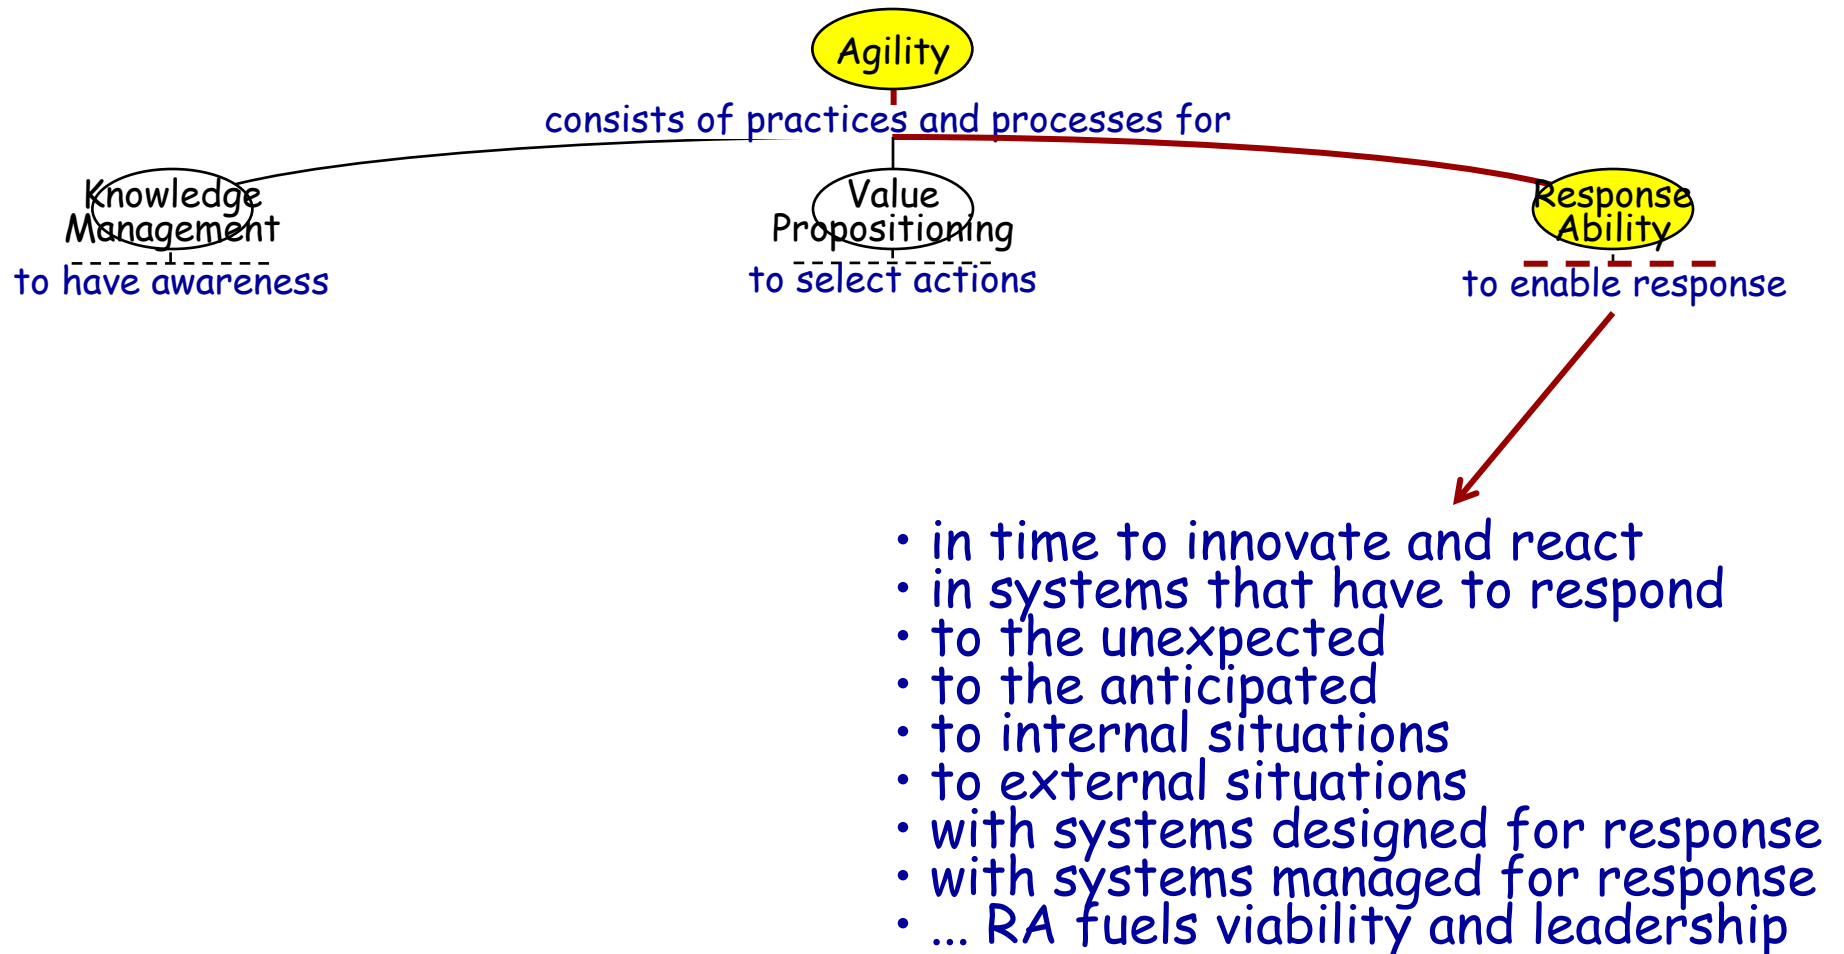 Agility
consists of practices and processes for
Knowledge
Management
to have awareness
Value
Propositioning
to select actions
Response
Ability
to enable response
• in time to innovate and react
• in systems that have to respond
• to the unexpected
• to the anticipated
• to internal situations
• to external situations
• with systems designed for response
• with systems managed for response
• ... RA fuels viability and leadership